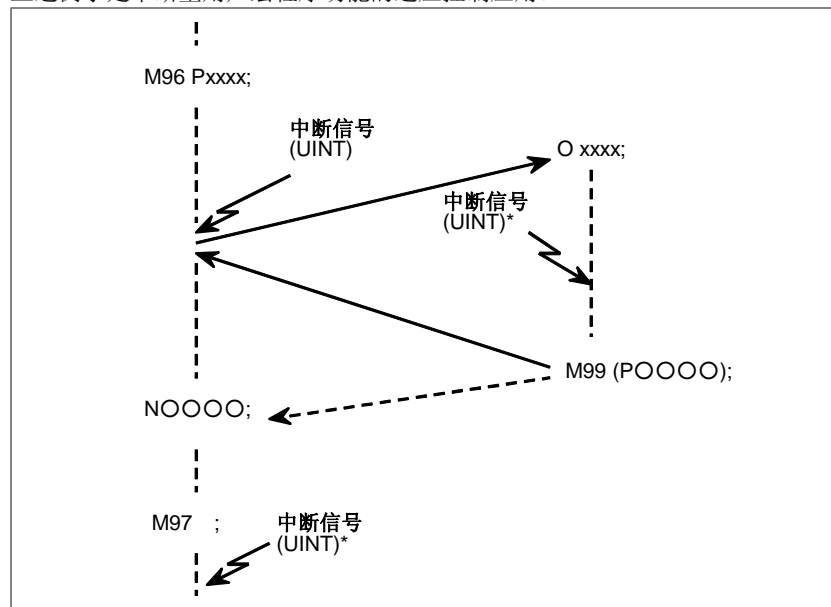 M96 Pxxxx;
中断信号
(UINT)
O xxxx;
中断信号
(UINT)*
M99 (P○○○○);
N○○○○;
M97 ;
中断信号
(UINT)*